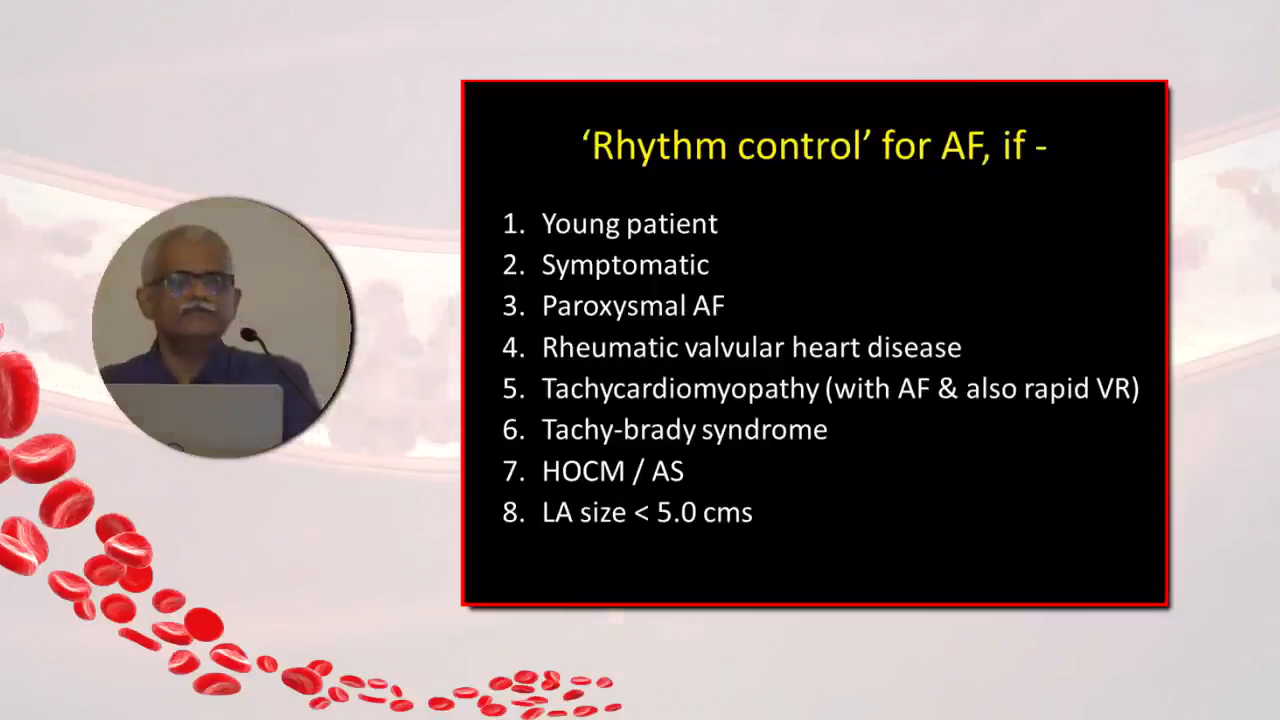 ‘Rhythm control’ for AF, if -
1. Young patient
2. Symptomatic
3. Paroxysmal AF
4. Rheumatic valvular heart disease
5. Tachycardiomyopathy (with AF & also rapid VR)
6. Tachy-brady syndrome
7. HOCM / AS
8. LA size < 5.0 cms